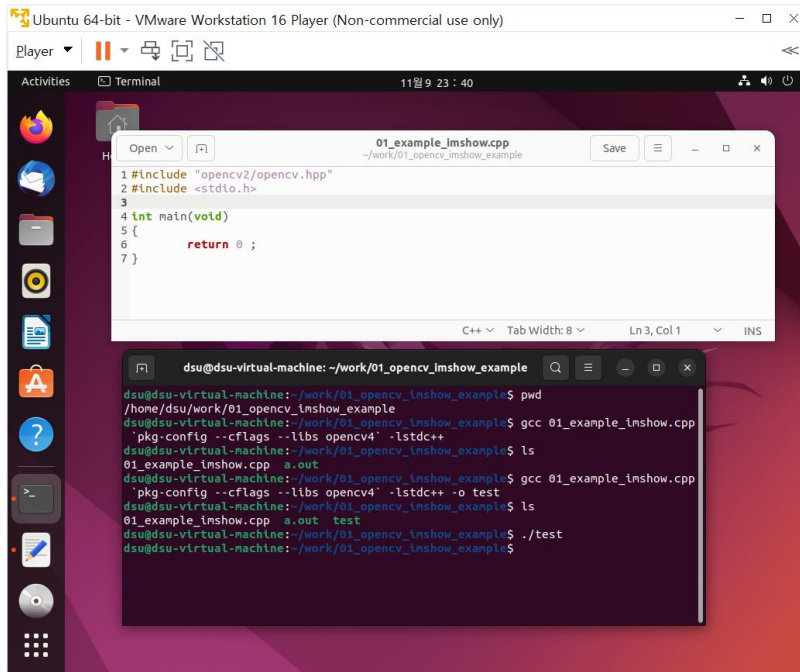 Ubuntu 64-bit - VMware Workstation 16 Player (Non-commercial use only)
Player
Activities
Terminal
11월 9 23 : 40
Open
01_example_imshow.cpp
~/work/01_opencv_imshow_example
Save
1 #include "opencv2/opencv.hpp"
2 #include <stdio.h>
3
4 int main(void)
5 {
6 return 0 ;
7 }
C++
Tab Width: 8
Ln 3, Col 1
INS
dsu@dsu-virtual-machine: ~/work/01_opencv_imshow_example
dsu@dsu-virtual-machine:~/work/01_opencv_imshow_example$ pwd
/home/dsu/work/01_opencv_imshow_example
dsu@dsu-virtual-machine:~/work/01_opencv_imshow_example$ gcc 01_example_imshow.cpp
`pkg-config --cflags --libs opencv4` -lstdc++
dsu@dsu-virtual-machine:~/work/01_opencv_imshow_example$ ls
01_example_imshow.cpp a.out
dsu@dsu-virtual-machine:~/work/01_opencv_imshow_example$ gcc 01_example_imshow.cpp
`pkg-config --cflags --libs opencv4` -lstdc++ -o test
dsu@dsu-virtual-machine:~/work/01_opencv_imshow_example$ ls
01_example_imshow.cpp a.out test
dsu@dsu-virtual-machine:~/work/01_opencv_imshow_example$ ./test
dsu@dsu-virtual-machine:~/work/01_opencv_imshow_example$